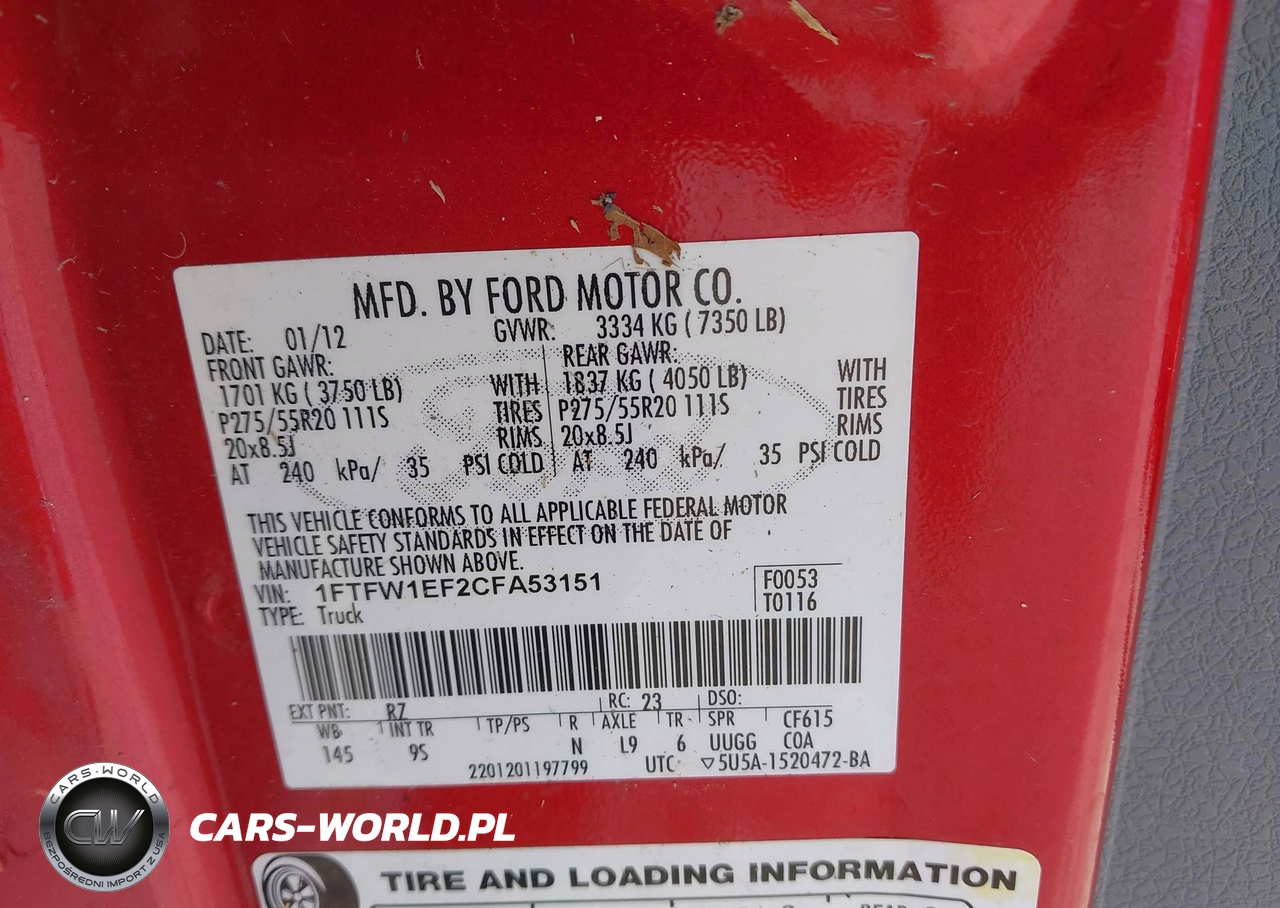 MFD. BY FORD MOTOR CO.
DATE: 01/12 GVWR: 3334 KG ( 7350 LB)
FRONT GAWR: REAR GAWR:
1701 KG ( 3750 LB) WITH 1837 KG ( 4050 LB) WITH
P275/55R20 111S TIRES P275/55R20 111S TIRES
20x8.5J RIMS 20x8.5J RIMS
AT 240 kPa/ 35 PSI COLD AT 240 kPa/ 35 PSI COLD
THIS VEHICLE CONFORMS TO ALL APPLICABLE FEDERAL MOTOR
VEHICLE SAFETY STANDARDS IN EFFECT ON THE DATE OF
MANUFACTURE SHOWN ABOVE.
VIN: 1FTFW1EF2CFA53151 F0053
TYPE: Truck T0116
EXT PNT: RZ RC: 23 DSO:
WB INT TR TP/PS R AXLE TR SPR CF615
145 9S N L9 6 UUGG COA
2201201197799 UTC ▽5U5A-1520472-BA
CARS-WORLD
CW
BEZPOŚREDNI IMPORT Z USA
CARS-WORLD.PL
TIRE AND LOADING INFORMATION